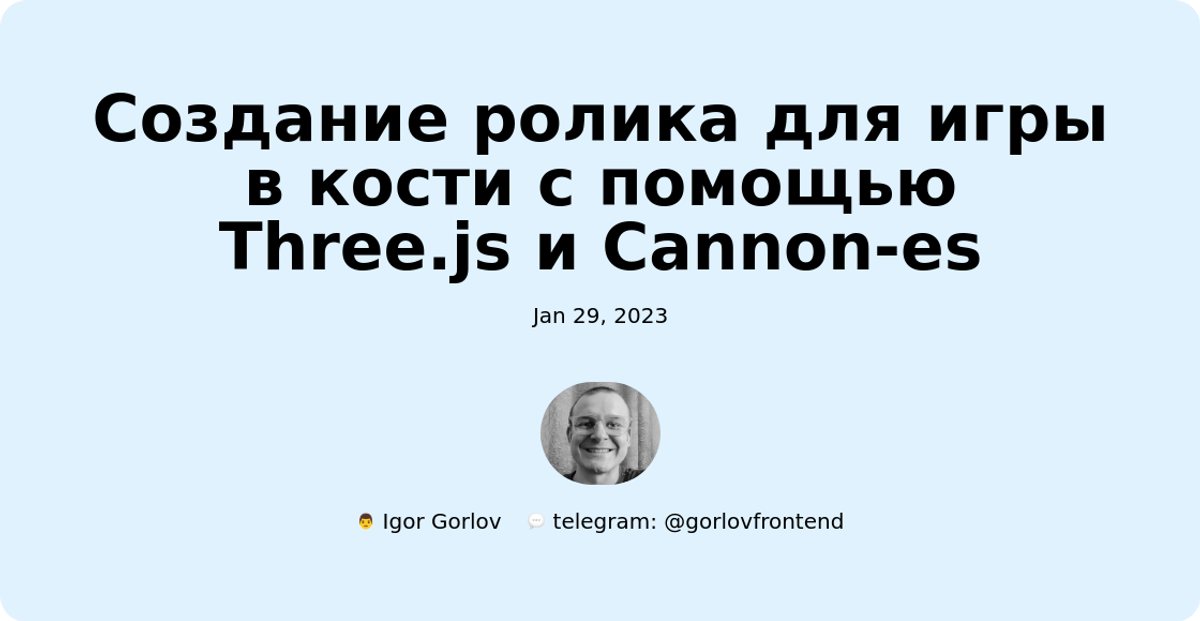 Создание ролика для игры
в кости с помощью
Three.js и Cannon-es
Jan 29, 2023
Igor Gorlov telegram: @gorlovfrontend